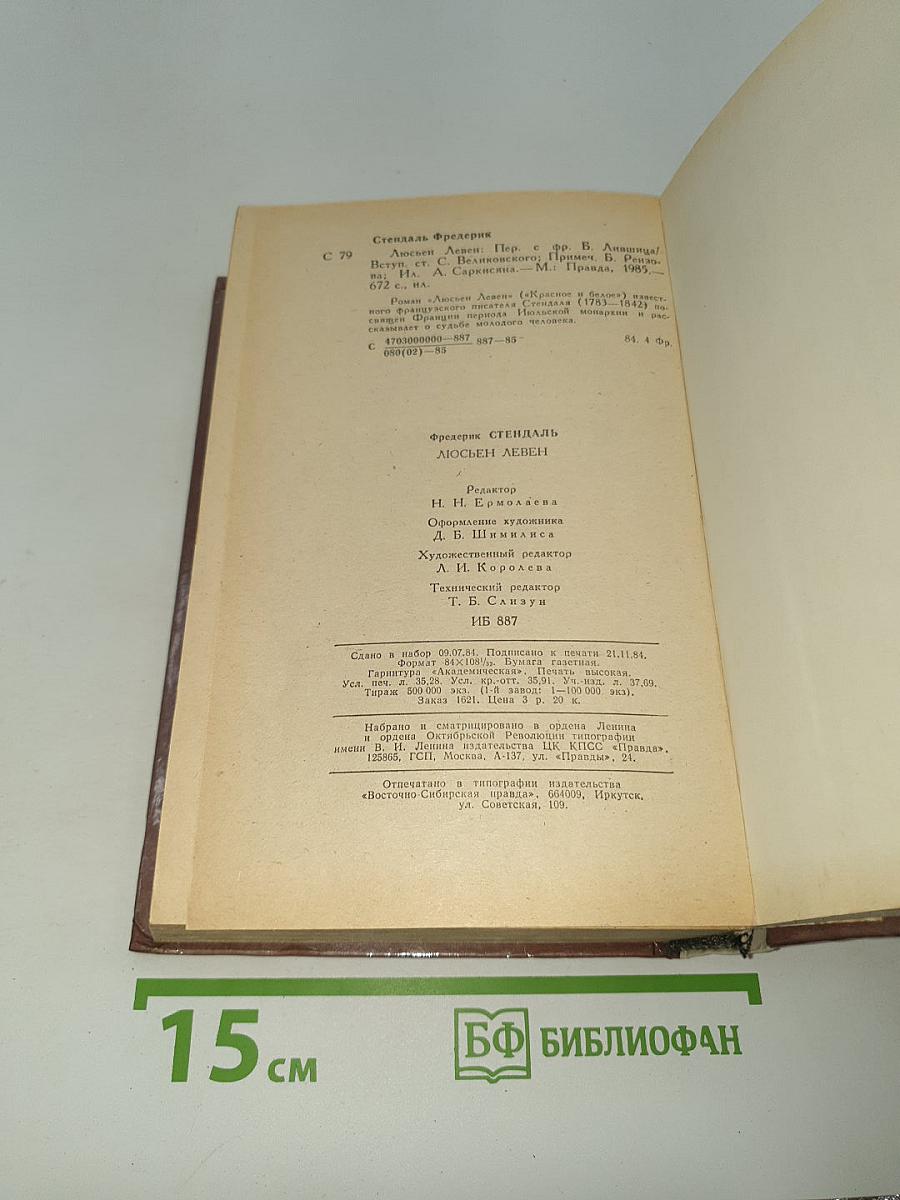 Стендаль Фредерик
С 79
Люсьен Левен: Пер. с фр. Б. Лившица/
Вступ. ст. С. Великовского; Примеч. Б. Реизо-
ва; Ил. А. Саркисяна.— М.: Правда, 1985.—
672 с., ил.
Роман «Люсьен Левен» («Красное и белое») извест-
ного французского писателя Стендаля (1783—1842) по-
священ Франции периода Июльской монархии и рас-
сказывает о судьбе молодого человека.
С 4703000000—887 887—85 84. 4 Фр.
080(02)—85
Фредерик СТЕНДАЛЬ
ЛЮСЬЕН ЛЕВЕН
Редактор
Н. Н. Ермолаева
Оформление художника
Д. Б. Шимилиса
Художественный редактор
Л. И. Королева
Технический редактор
Т. Б. Слизун
ИБ 887
Сдано в набор 09.07.84. Подписано к печати 21.11.84.
Формат 84×108¹/₃₂. Бумага газетная.
Гарнитура «Академическая». Печать высокая.
Усл. печ. л. 35,28. Усл. кр.-отт. 35,91. Уч.-изд. л. 37,69.
Тираж 500 000 экз. (1-й завод: 1—100 000 экз).
Заказ 1621. Цена 3 р. 20 к.
Набрано и сматрицировано в ордена Ленина
и ордена Октябрьской Революции типографии
имени В. И. Ленина издательства ЦК КПСС «Правда».
125865, ГСП, Москва, А-137, ул. «Правды», 24.
Отпечатано в типографии издательства
«Восточно-Сибирская правда». 664009, Иркутск,
ул. Советская, 109.
15 см
БФ БИБЛИОФАН